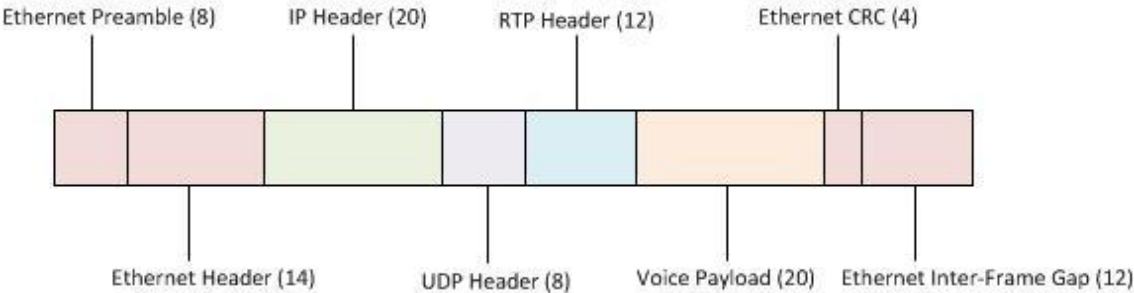 Ethernet Preamble (8)
IP Header (20)
RTP Header (12)
Ethernet CRC (4)
Ethernet Header (14)
UDP Header (8)
Voice Payload (20)
Ethernet Inter-Frame Gap (12)